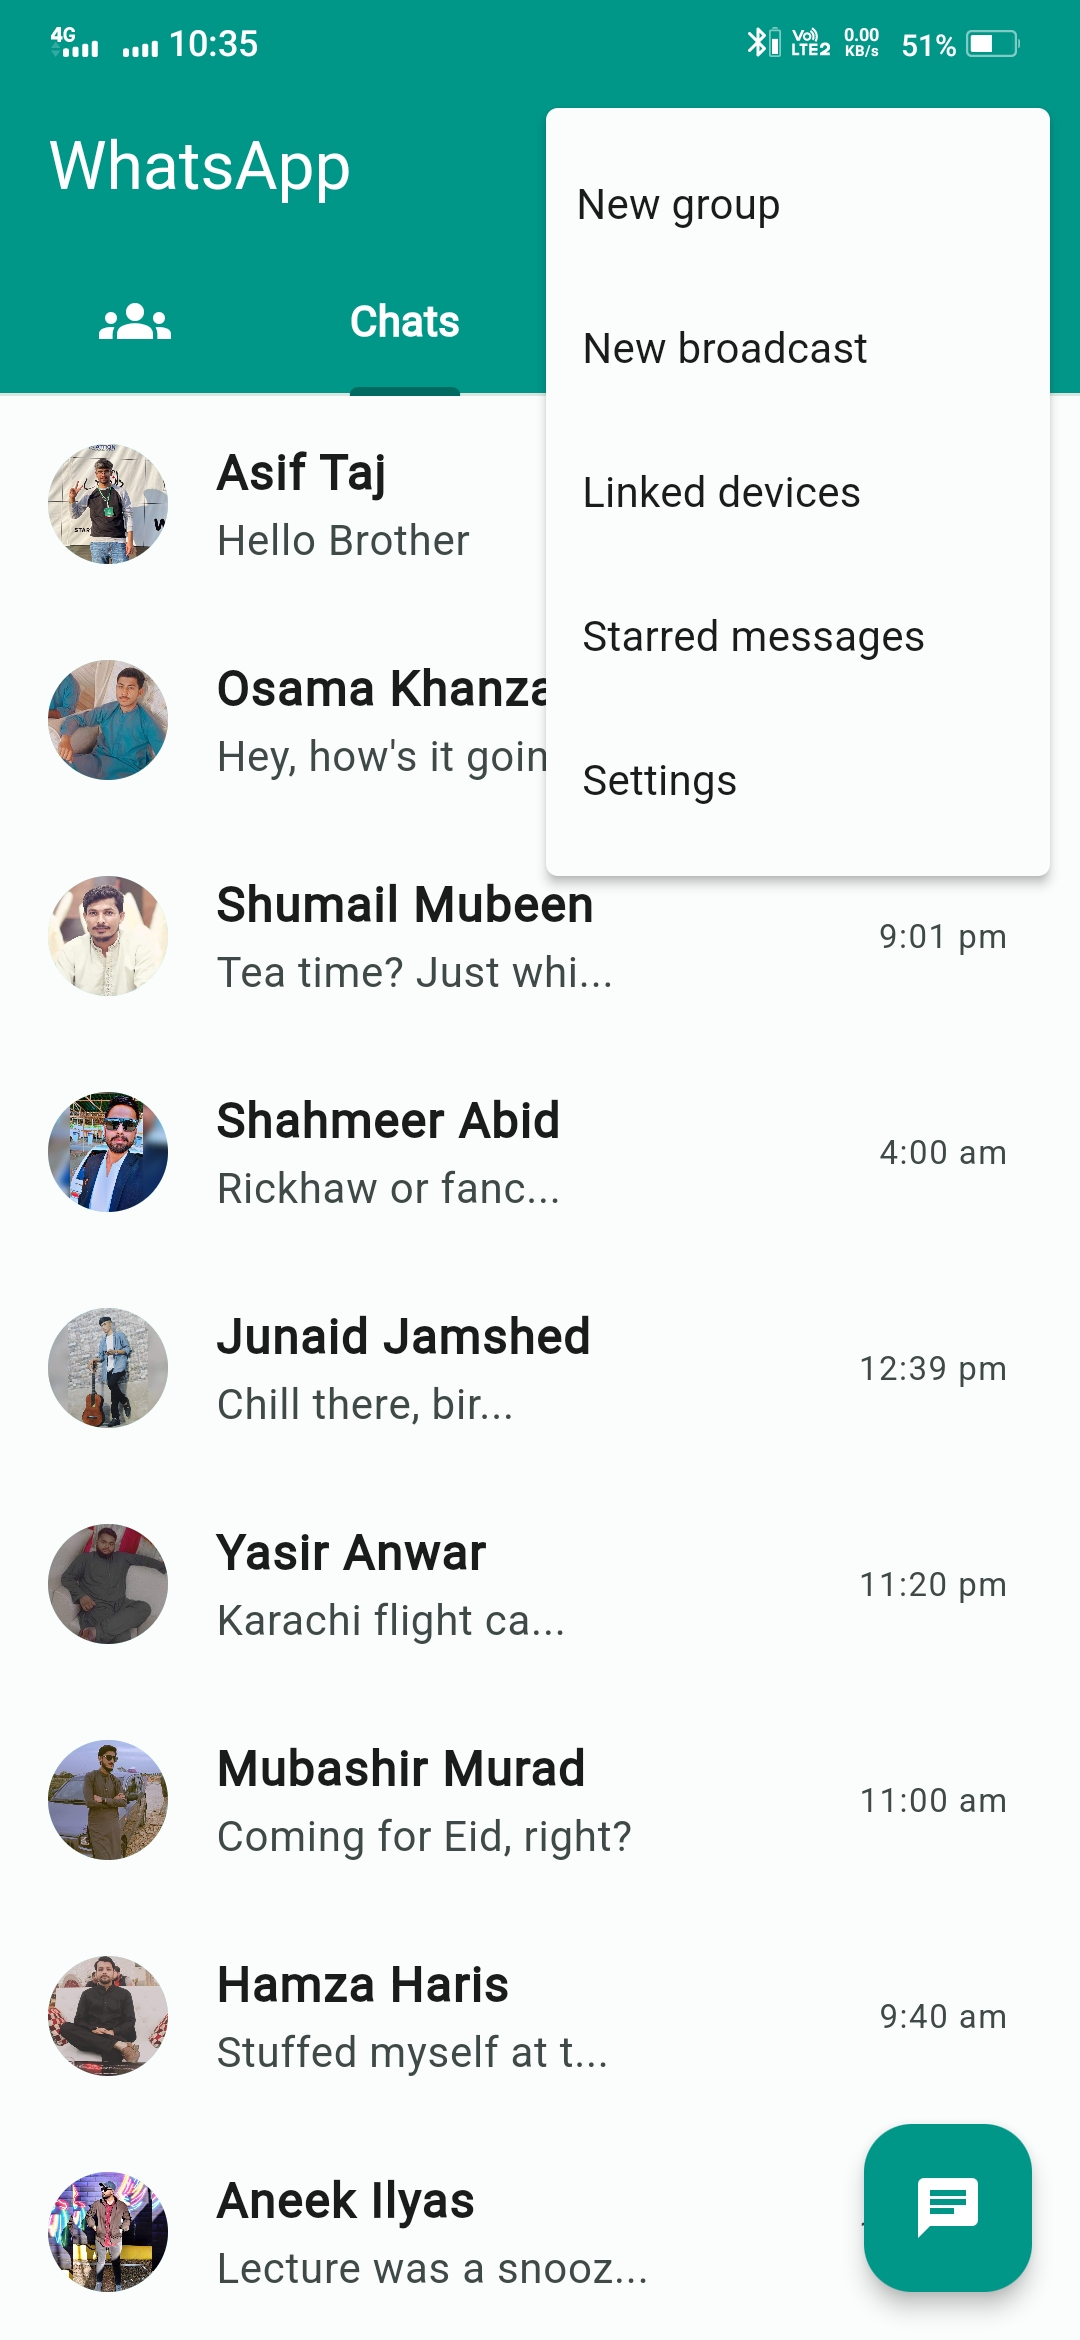 4G 10:35 Vo) LTE2 0.00 KB/s 51%
WhatsApp
New group
New broadcast
Linked devices
Starred messages
Settings
Chats
Asif Taj
Hello Brother
Osama Khanza
Hey, how's it goin
Shumail Mubeen
9:01 pm
Tea time? Just whi...
Shahmeer Abid
4:00 am
Rickhaw or fanc...
Junaid Jamshed
12:39 pm
Chill there, bir...
Yasir Anwar
11:20 pm
Karachi flight ca...
Mubashir Murad
11:00 am
Coming for Eid, right?
Hamza Haris
9:40 am
Stuffed myself at t...
Aneek Ilyas
Lecture was a snooz...